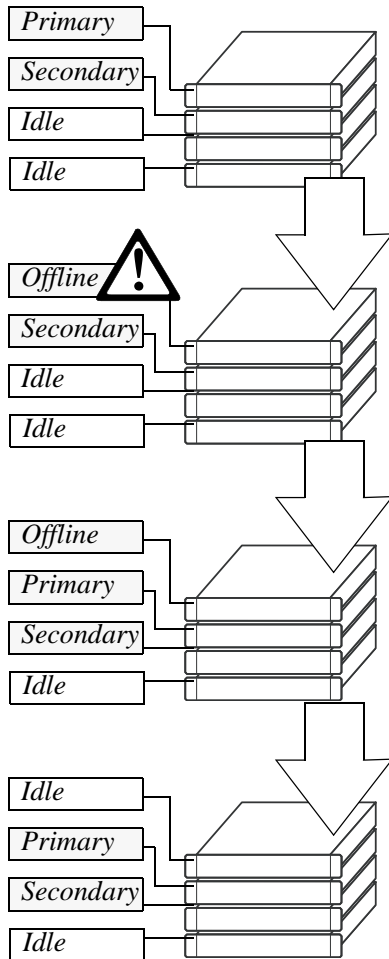 Primary
Secondary
Idle
Idle
!
Offline
Secondary
Idle
Idle
Offline
Primary
Secondary
Idle
Idle
Primary
Secondary
Idle